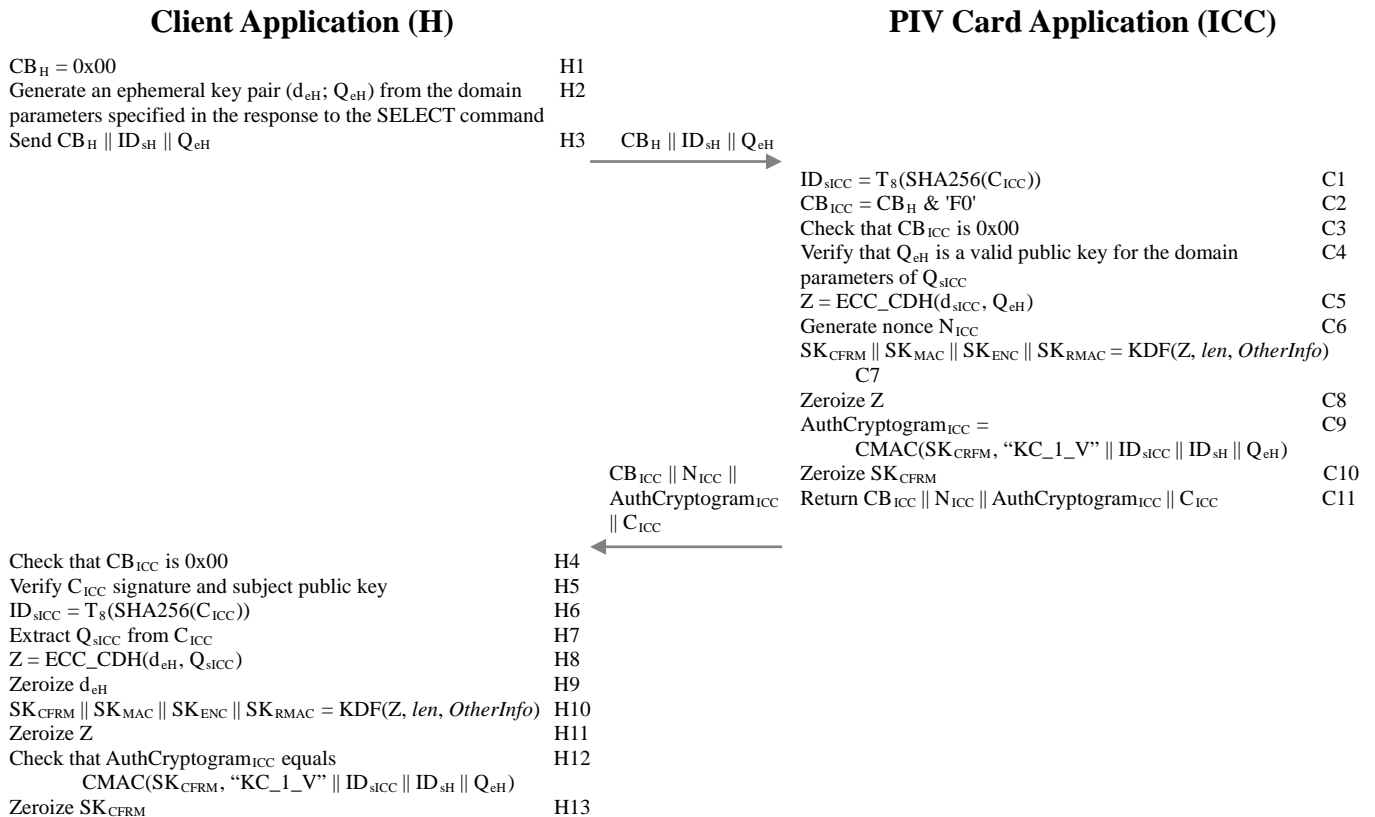 Client Application (H)
PIV Card Application (ICC)
CB_H = 0x00 H1
Generate an ephemeral key pair (d_eH; Q_eH) from the domain H2
parameters specified in the response to the SELECT command
Send CB_H || ID_sH || Q_eH H3
CB_H || ID_sH || Q_eH
ID_sICC = T_8(SHA256(C_ICC)) C1
CB_ICC = CB_H & 'F0' C2
Check that CB_ICC is 0x00 C3
Verify that Q_eH is a valid public key for the domain C4
parameters of Q_sICC
Z = ECC_CDH(d_sICC, Q_eH) C5
Generate nonce N_ICC C6
SK_CFRM || SK_MAC || SK_ENC || SK_RMAC = KDF(Z, len, OtherInfo)
C7
Zeroize Z C8
AuthCryptogram_ICC = C9
CMAC(SK_CRFM, “KC_1_V” || ID_sICC || ID_sH || Q_eH)
Zeroize SK_CFRM C10
Return CB_ICC || N_ICC || AuthCryptogram_ICC || C_ICC C11
CB_ICC || N_ICC ||
AuthCryptogram_ICC
|| C_ICC
Check that CB_ICC is 0x00 H4
Verify C_ICC signature and subject public key H5
ID_sICC = T_8(SHA256(C_ICC)) H6
Extract Q_sICC from C_ICC H7
Z = ECC_CDH(d_eH, Q_sICC) H8
Zeroize d_eH H9
SK_CFRM || SK_MAC || SK_ENC || SK_RMAC = KDF(Z, len, OtherInfo) H10
Zeroize Z H11
Check that AuthCryptogram_ICC equals H12
CMAC(SK_CFRM, “KC_1_V” || ID_sICC || ID_sH || Q_eH)
Zeroize SK_CFRM H13